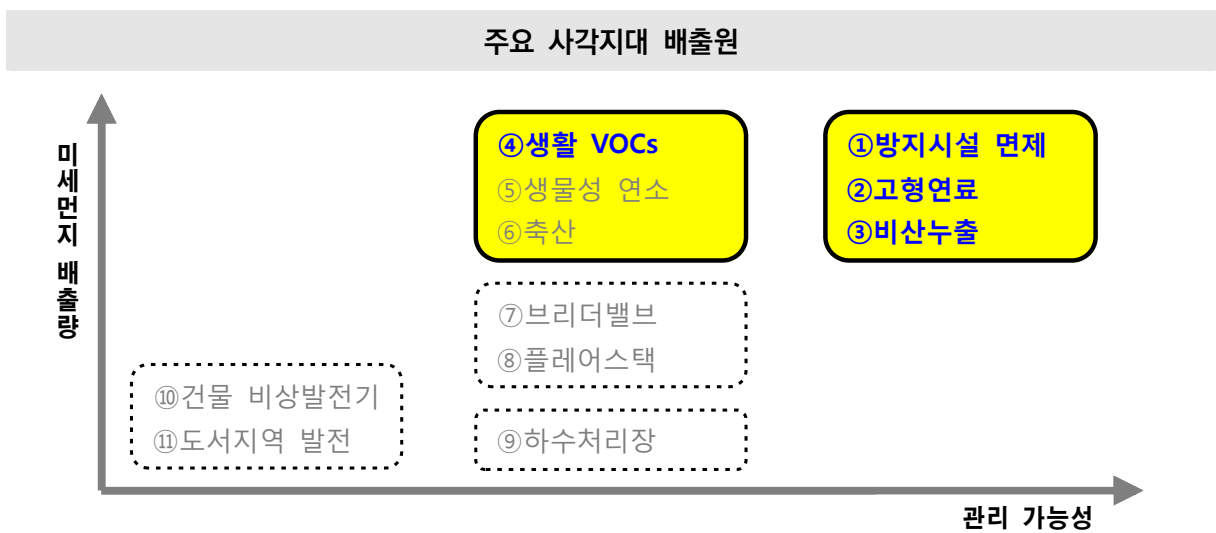 주요 사각지대 배출원
미세먼지 배출량
④생활 VOCs
⑤생물성 연소
⑥축산
①방지시설 면제
②고형연료
③비산누출
⑦브리더밸브
⑧플레어스택
⑩건물 비상발전기
⑪도서지역 발전
⑨하수처리장
관리 가능성